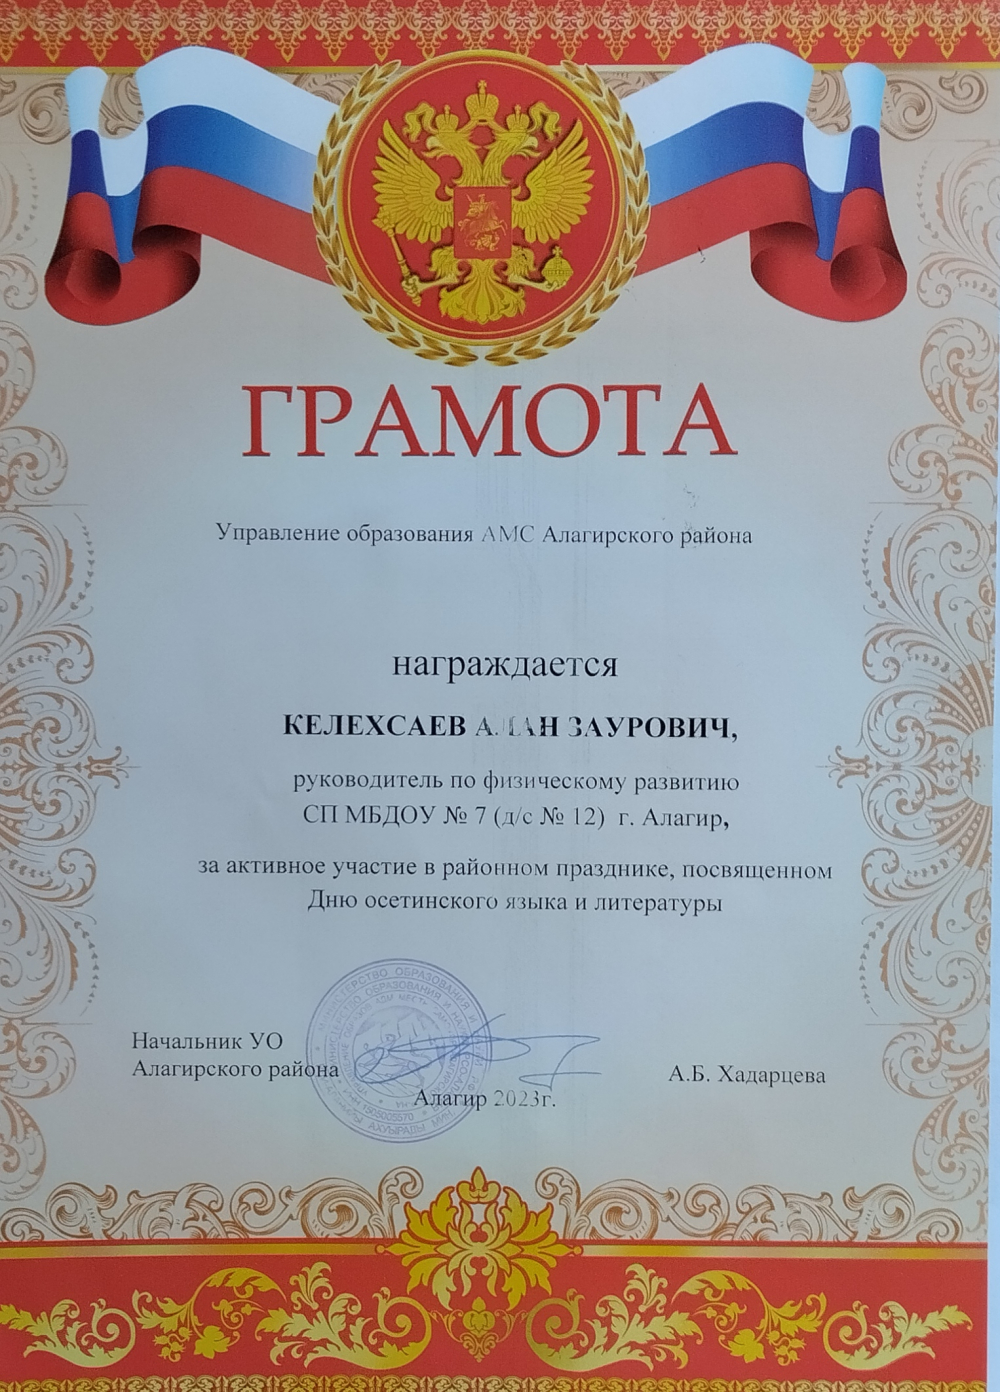 ГРАМОТА
Управление образования АМС Алагирского района
награждается
КЕЛЕХСАЕВ АЛАН ЗАУРОВИЧ,
руководитель по физическому развитию
СП МБДОУ № 7 (д/с № 12) г. Алагир,
за активное участие в районном празднике, посвященном
Дню осетинского языка и литературы
Начальник УО
Алагирского района
А.Б. Хадарцева
Алагир 2023г.